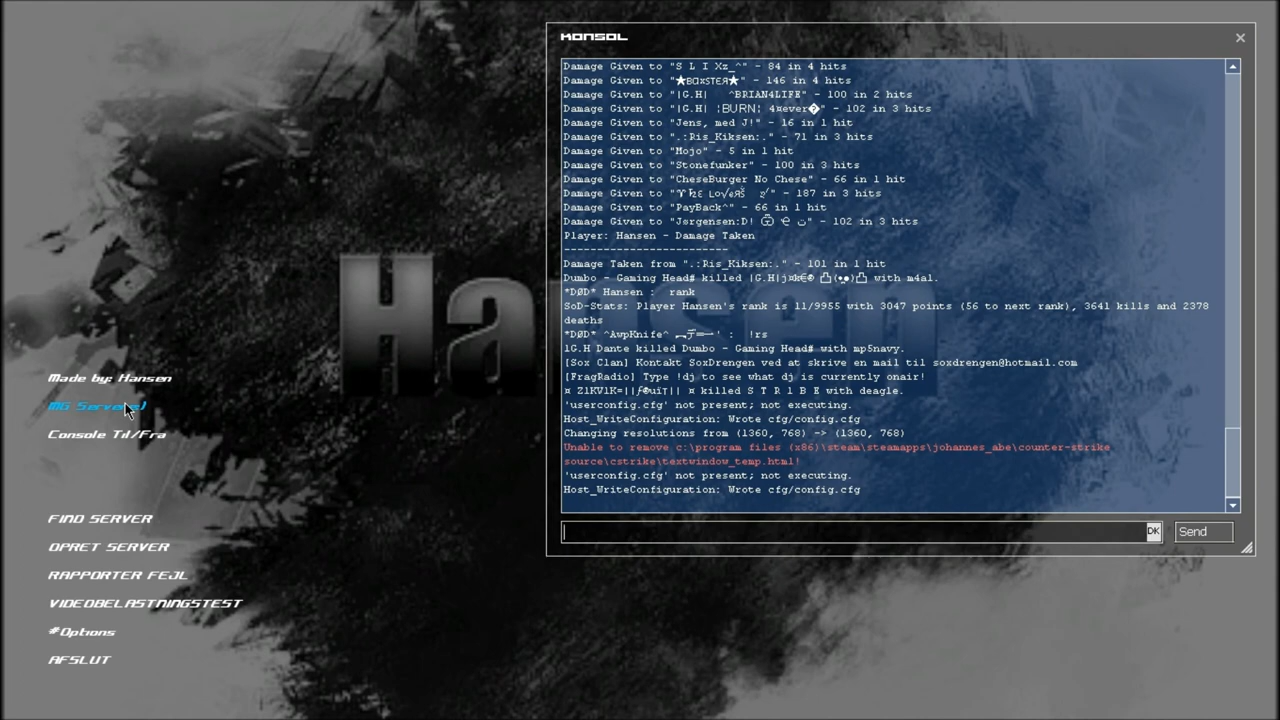 Ha
Made by: Hansen
Console Til/Fra
FIND SERVER
OPRET SERVER
RAPPORTER FEJL
VIDEOBELASTNINGSTEST
#Options
AFSLUT
KONSOL
Damage Given to "S L I Xz_^" - 84 in 4 hits
Damage Given to "★BαxsтEя★" - 146 in 4 hits
Damage Given to "|G.H| ^BRIAN4LIFE" - 100 in 2 hits
Damage Given to "|G.H| ¦BURN¦ 4¤ever�" - 102 in 3 hits
Damage Given to "Jens, med J!" - 16 in 1 hit
Damage Given to ".:Ris_Kiksen:." - 71 in 3 hits
Damage Given to "Mojo" - 5 in 1 hit
Damage Given to "Stonefunker" - 100 in 3 hits
Damage Given to "CheseBurger No Chese" - 66 in 1 hit
Damage Given to - 187 in 3 hits
Damage Given to "PayBack^" - 66 in 1 hit
Damage Given to "Jørgensen:D! - 102 in 3 hits
Player: Hansen - Damage Taken
-------------------------
Damage Taken from ".:Ris_Kiksen:." - 101 in 1 hit
Dumbo - Gaming Head# killed with m4a1.
*DØD* Hansen : rank
SoD-Stats: Player Hansen's rank is 11/9955 with 3047 points (56 to next rank), 3641 kills and 2378
deaths
*DØD* ^AwpKnife^ : !rs
lG.H Dante killed Dumbo - Gaming Head# with mp5navy.
[Sox Clan] Kontakt SoxDrengen ved at skrive en mail til soxdrengen@hotmail.com
[FragRadio] Type !dj to see what dj is currently onair!
¤ killed S T R 1 B E with deagle.
'userconfig.cfg' not present; not executing.
Host_WriteConfiguration: Wrote cfg/config.cfg
Changing resolutions from (1360, 768) -> (1360, 768)
Unable to remove c:\program files (x86)\steam\steamapps\johannes_abe\counter-strike
source\cstrike\textwindow_temp.html!
'userconfig.cfg' not present; not executing.
Host_WriteConfiguration: Wrote cfg/config.cfg
DK
Send